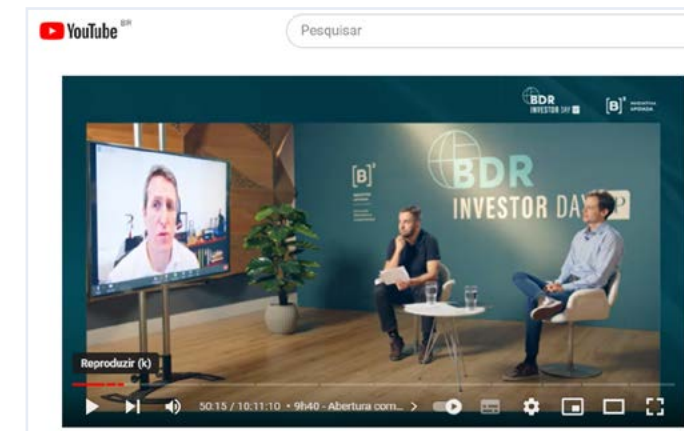 YouTube BR
Pesquisar
BDR
INVESTOR DAY
[B]³
BDR
INVESTOR DAY XP
[B]³
Reproduzir (k)
50:15 / 10:11:10 • 9h40 - Abertura com...